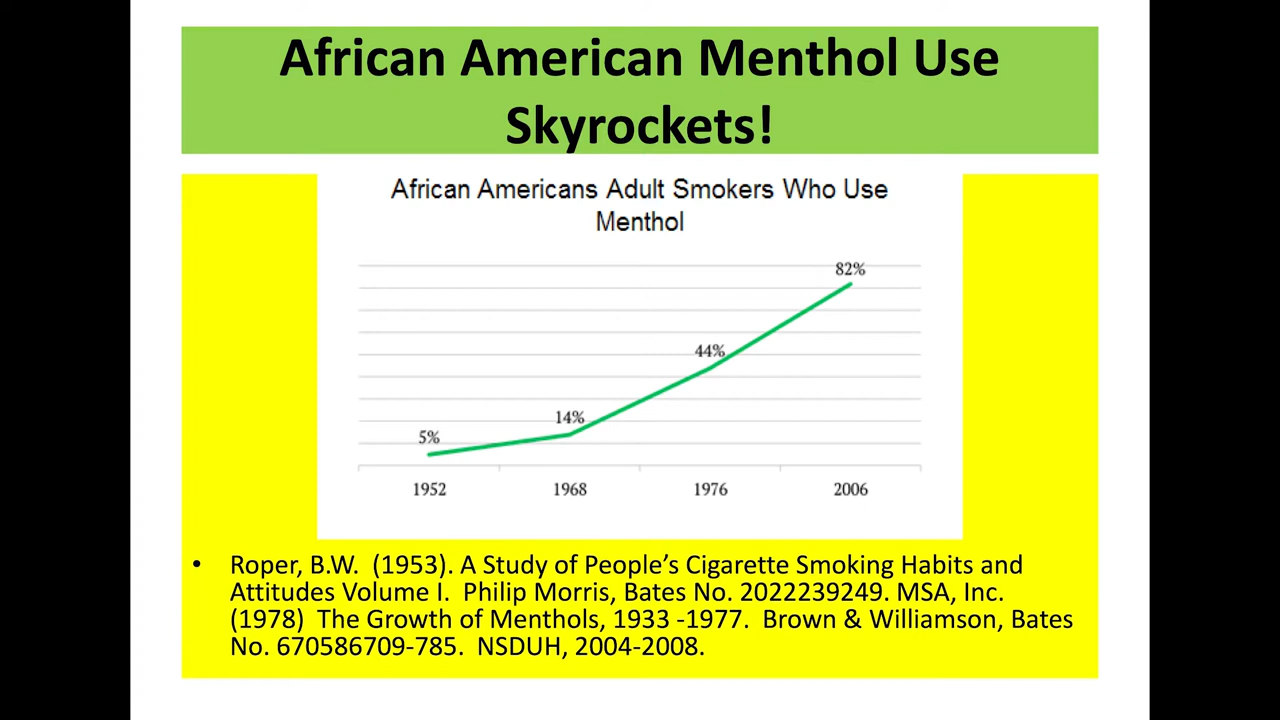 African American Menthol Use
Skyrockets!
African Americans Adult Smokers Who Use
Menthol
82%
44%
14%
5%
1952 1968 1976 2006
• Roper, B.W. (1953). A Study of People’s Cigarette Smoking Habits and
Attitudes Volume I. Philip Morris, Bates No. 2022239249. MSA, Inc.
(1978) The Growth of Menthols, 1933 -1977. Brown & Williamson, Bates
No. 670586709-785. NSDUH, 2004-2008.